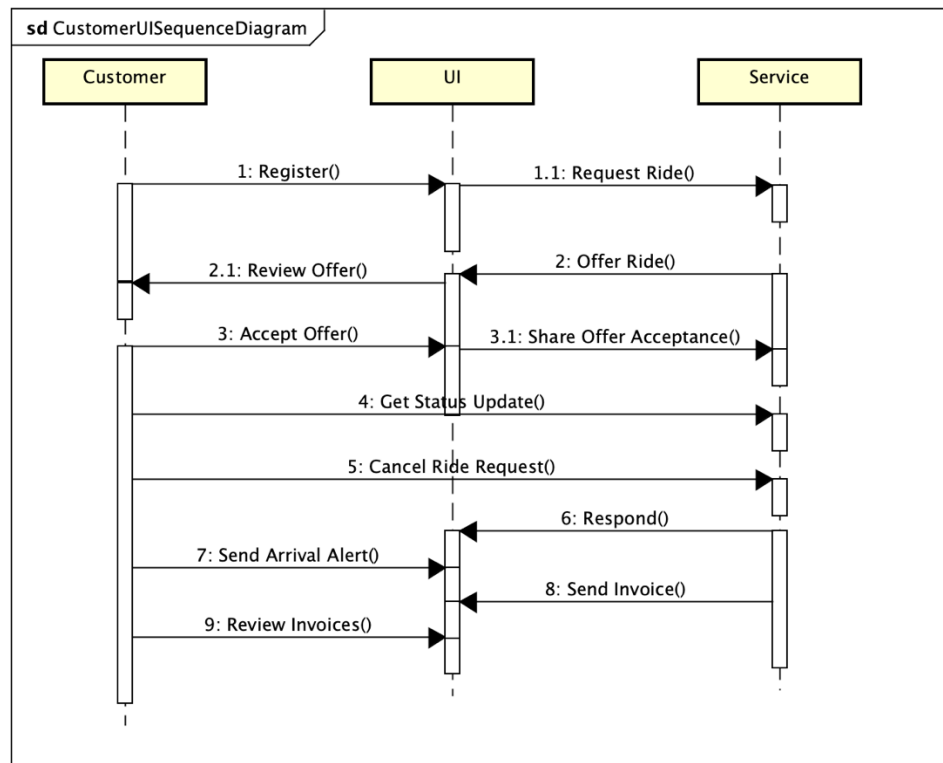 sd CustomerUISequenceDiagram
Customer
UI
Service
1: Register()
1.1: Request Ride()
2: Offer Ride()
2.1: Review Offer()
3: Accept Offer()
3.1: Share Offer Acceptance()
4: Get Status Update()
5: Cancel Ride Request()
6: Respond()
7: Send Arrival Alert()
8: Send Invoice()
9: Review Invoices()